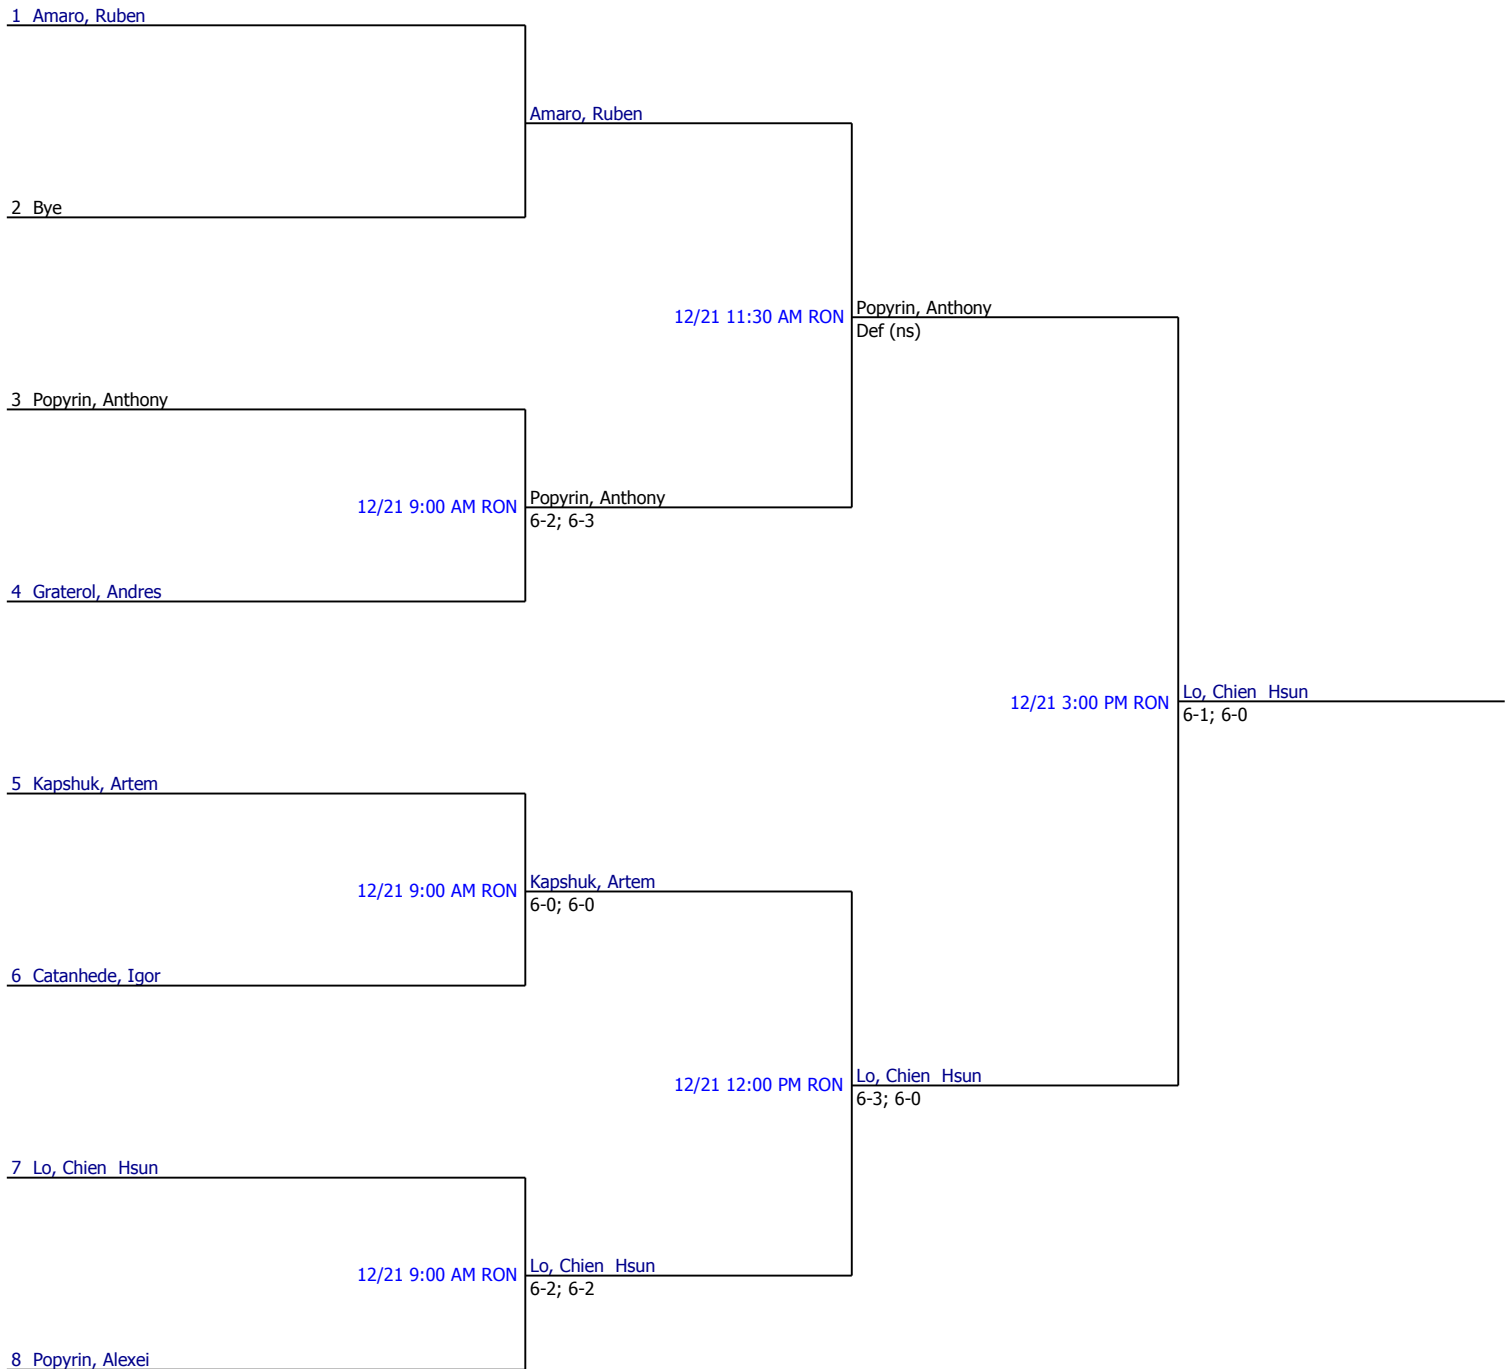 1 Amaro, Ruben
Amaro, Ruben
2 Bye
12/21 11:30 AM RON
Popyrin, Anthony
Def (ns)
3 Popyrin, Anthony
12/21 9:00 AM RON
Popyrin, Anthony
6-2; 6-3
4 Graterol, Andres
12/21 3:00 PM RON
Lo, Chien Hsun
6-1; 6-0
5 Kapshuk, Artem
12/21 9:00 AM RON
Kapshuk, Artem
6-0; 6-0
6 Catanhede, Igor
12/21 12:00 PM RON
Lo, Chien Hsun
6-3; 6-0
7 Lo, Chien Hsun
12/21 9:00 AM RON
Lo, Chien Hsun
6-2; 6-2
8 Popyrin, Alexei